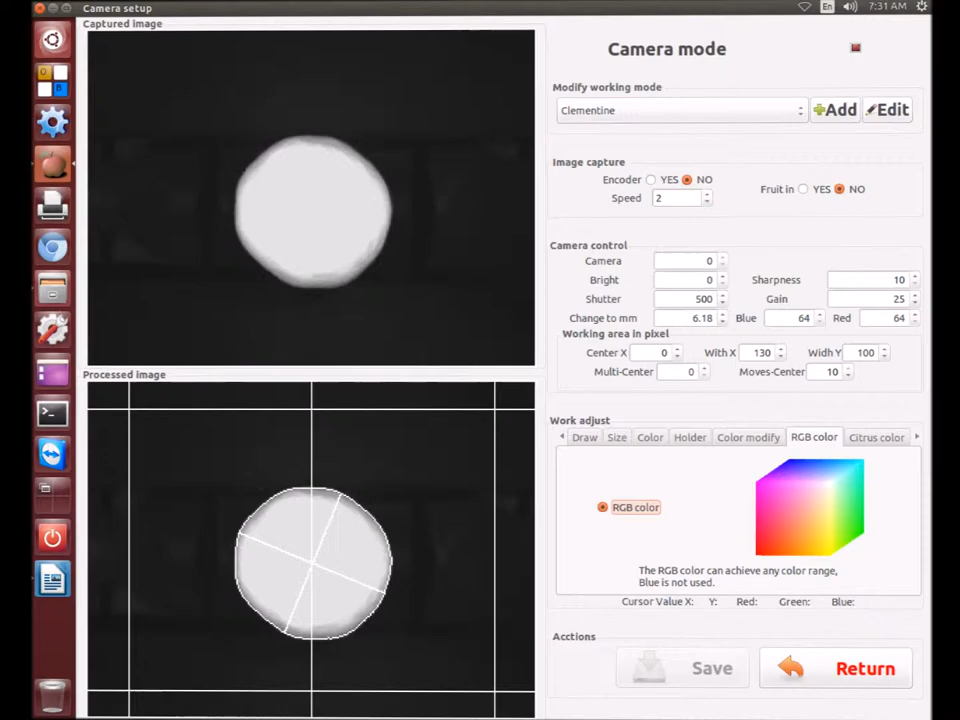 Camera setup
En
7:31 AM
Captured image
Camera mode
Modify working mode
Clementine
Add
Edit
Image capture
Encoder YES NO
Fruit in YES NO
Speed 2
Camera control
Camera 0
Bright 0 Sharpness 10
Shutter 500 Gain 25
Change to mm 6.18 Blue 64 Red 64
Working area in pixel
Center X 0 With X 130 Widh Y 100
Multi-Center 0 Moves-Center 10
Processed image
Work adjust
Draw Size Color Holder Color modify RGB color Citrus color
RGB color
The RGB color can achieve any color range,
Blue is not used.
Cursor Value X: Y: Red: Green: Blue:
Acctions
Save
Return